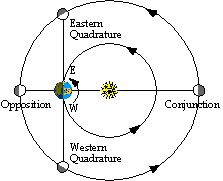 Eastern
Quadrature
E
Opposition
Conjunction
W
Western
Quadrature